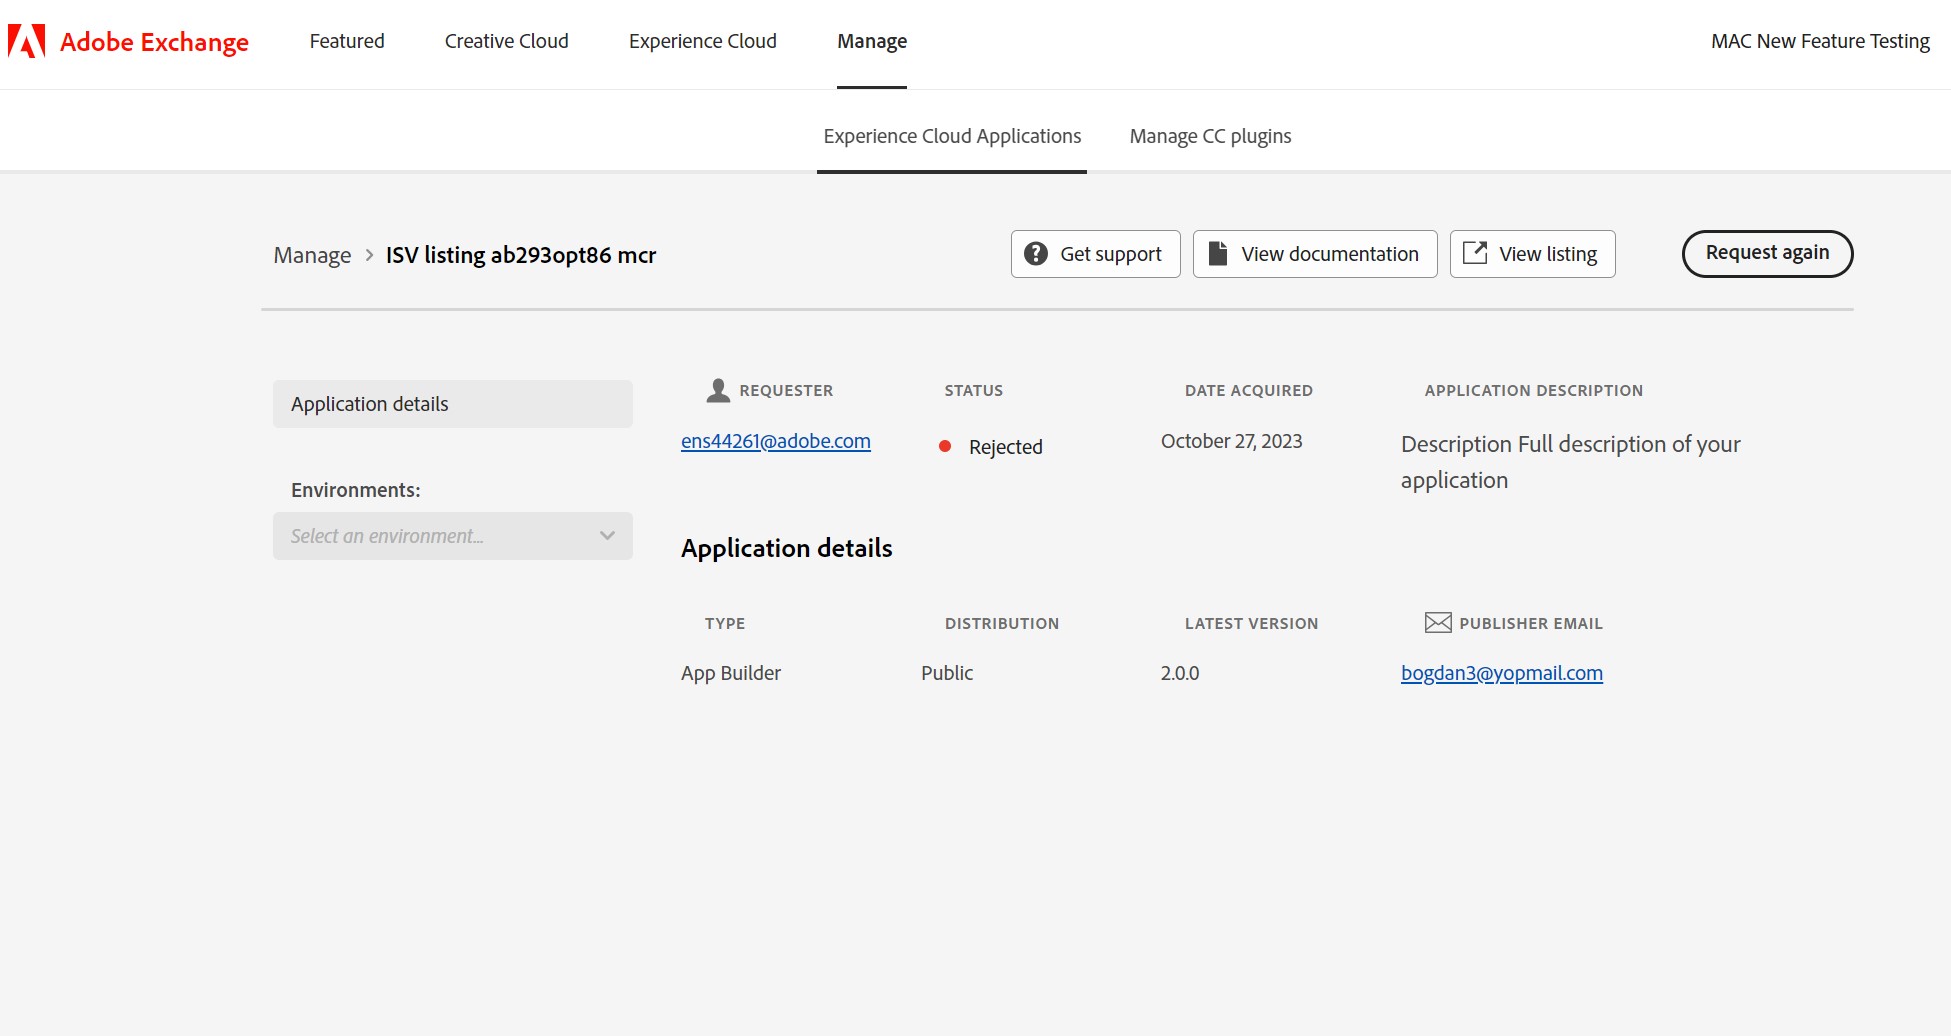 Adobe Exchange Featured Creative Cloud Experience Cloud Manage MAC New Feature Testing
Experience Cloud Applications Manage CC plugins
Manage > ISV listing ab293opt86 mcr Get support View documentation View listing Request again
Application details
Environments:
Select an environment...
REQUESTER STATUS DATE ACQUIRED APPLICATION DESCRIPTION
ens44261@adobe.com Rejected October 27, 2023 Description Full description of your
application
Application details
TYPE DISTRIBUTION LATEST VERSION PUBLISHER EMAIL
App Builder Public 2.0.0 bogdan3@yopmail.com